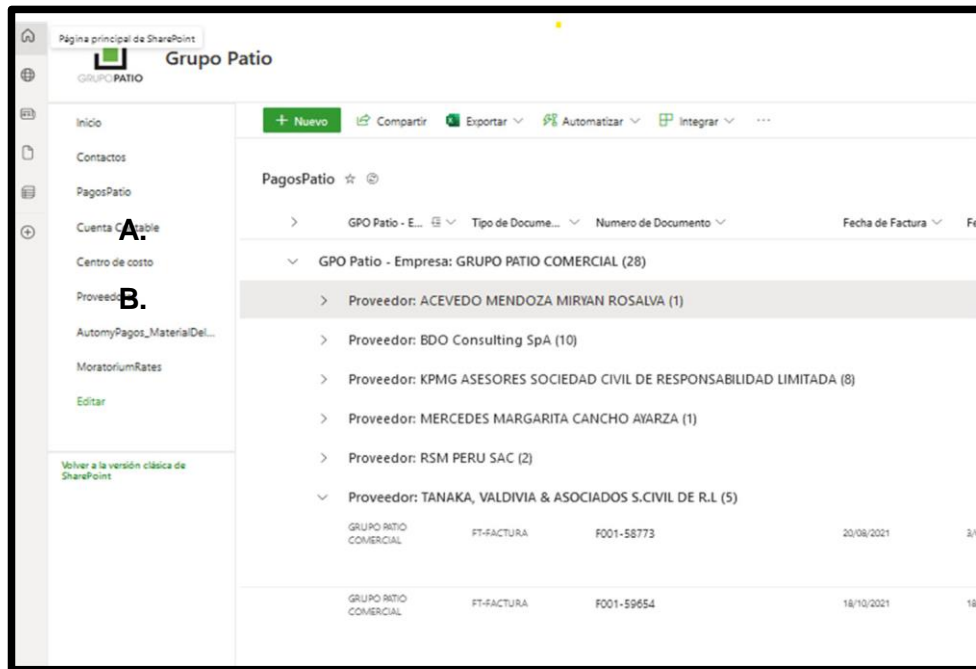 Página principal de SharePoint
GRUPOPATIO
Grupo Patio
Inicio
Contactos
PagosPatio
Cuenta C table
A.
Centro de costo
Proveedo
B.
AutomyPagos_MaterialDel...
MoratoriumRates
Editar
Volver a la versión clásica de
SharePoint
+ Nuevo Compartir Exportar Automatizar Integrar ...
PagosPatio
GPO Patio - E... Tipo de Docume... Numero de Documento Fecha de Factura Fe
GPO Patio - Empresa: GRUPO PATIO COMERCIAL (28)
Proveedor: ACEVEDO MENDOZA MIRYAN ROSALVA (1)
Proveedor: BDO Consulting SpA (10)
Proveedor: KPMG ASESORES SOCIEDAD CIVIL DE RESPONSABILIDAD LIMITADA (8)
Proveedor: MERCEDES MARGARITA CANCHO AYARZA (1)
Proveedor: RSM PERU SAC (2)
Proveedor: TANAKA, VALDIVIA & ASOCIADOS S.CIVIL DE R.L (5)
GRUPO PATIO
COMERCIAL FT-FACTURA F001-58773 20/08/2021 3/
GRUPO PATIO
COMERCIAL FT-FACTURA F001-59654 18/10/2021 18